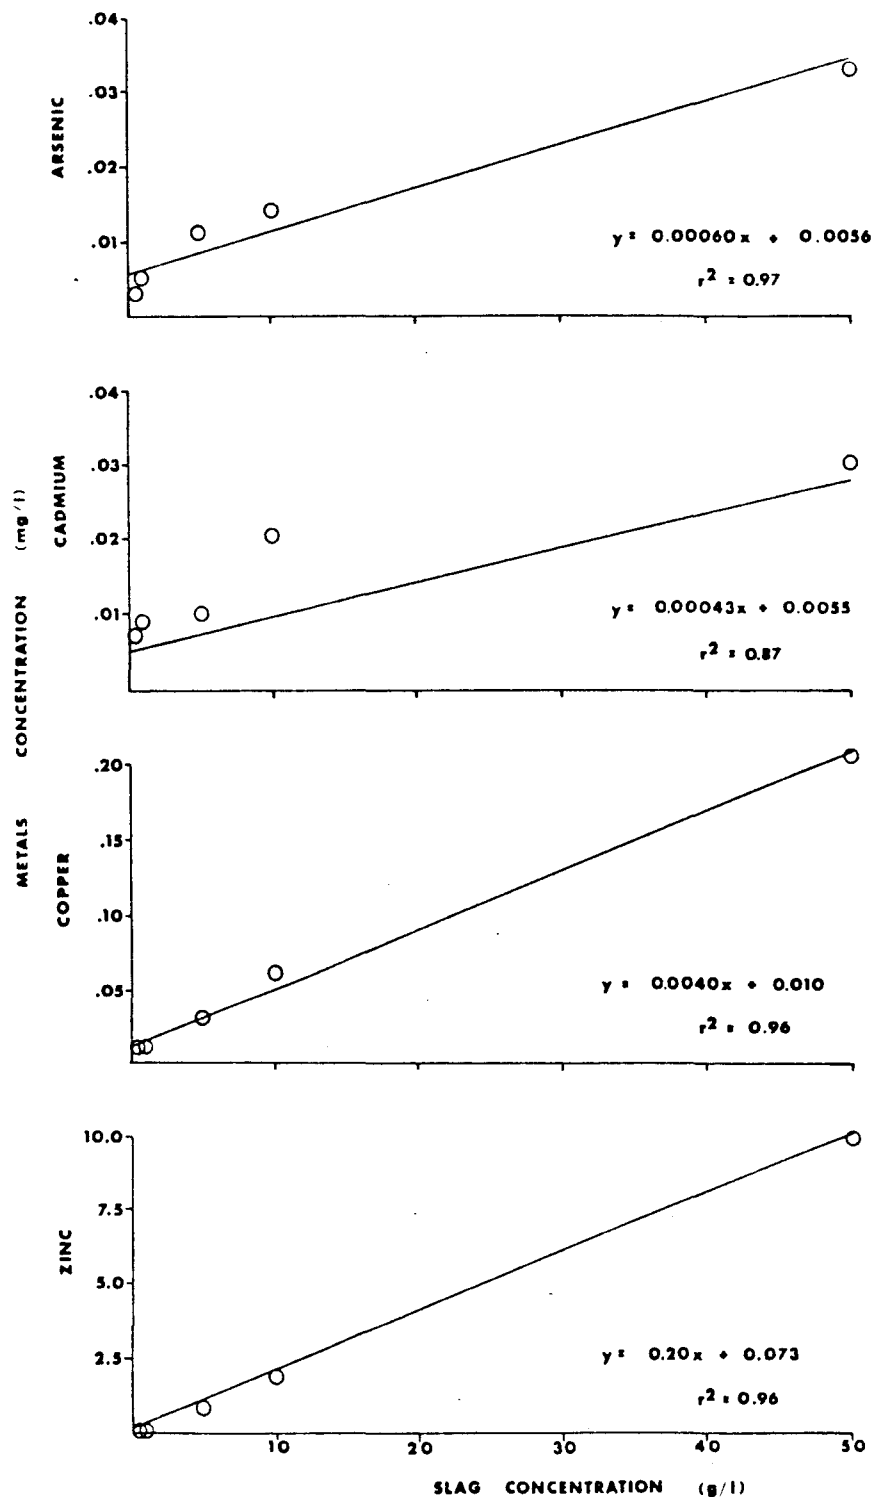 METALS CONCENTRATION (mg/l)
ARSENIC
.04
.03
.02
.01
y = 0.00060x + 0.0056
r2 = 0.97
CADMIUM
.04
.03
.02
.01
y = 0.00043x + 0.0055
r2 = 0.87
COPPER
.20
.15
.10
.05
y = 0.0040x + 0.010
r2 = 0.96
ZINC
10.0
7.5
5.0
2.5
y = 0.20x + 0.073
r2 = 0.96
10 20 30 40 50
SLAG CONCENTRATION (g/l)